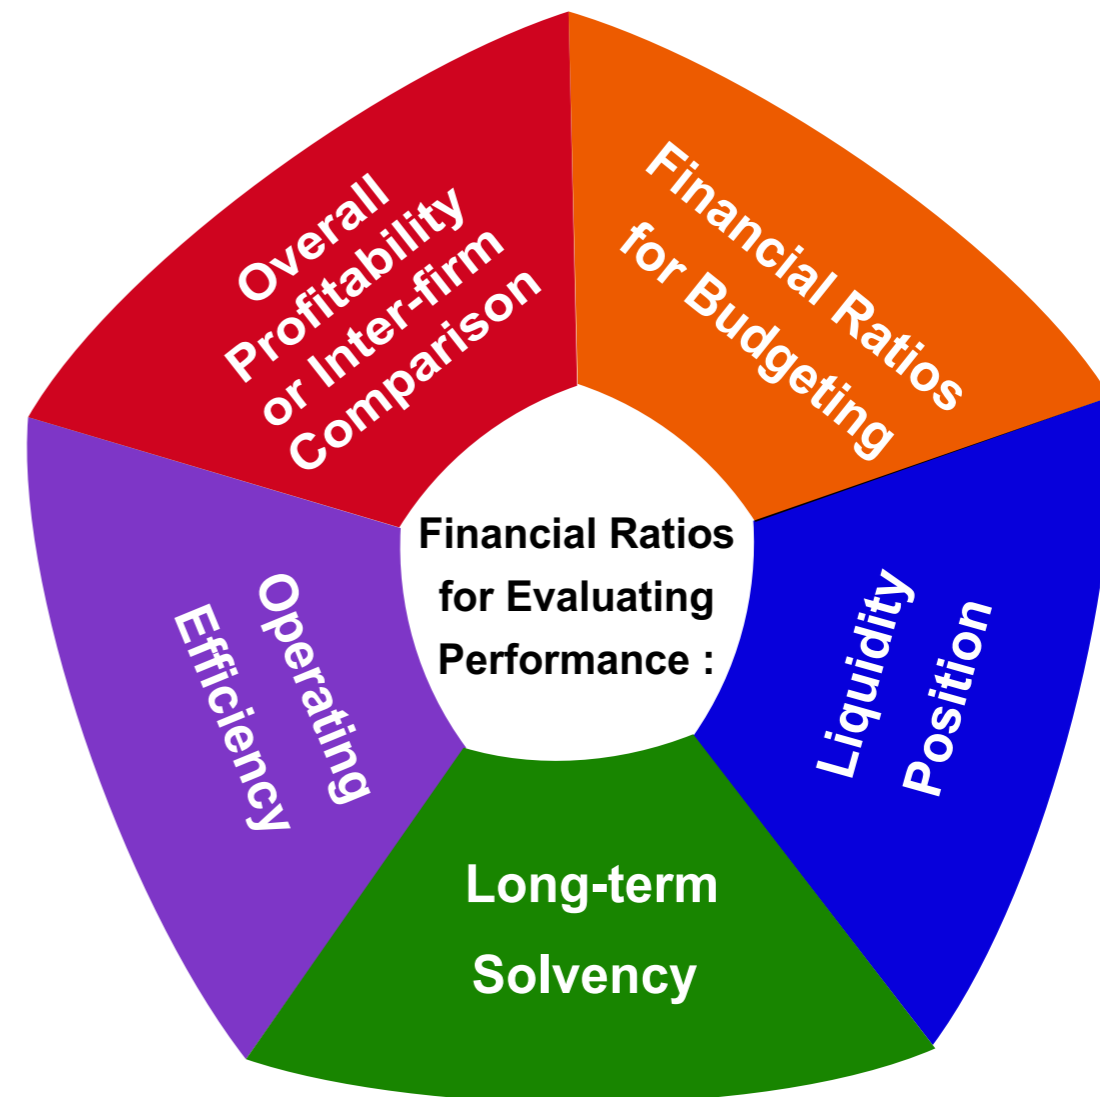 Financial Ratios
for Evaluating
Performance :
Financial Ratios
for Budgeting
Liquidity
Position
Long-term
Solvency
Operating
Efficiency
Overall
Profitability
or Inter-firm
Comparison